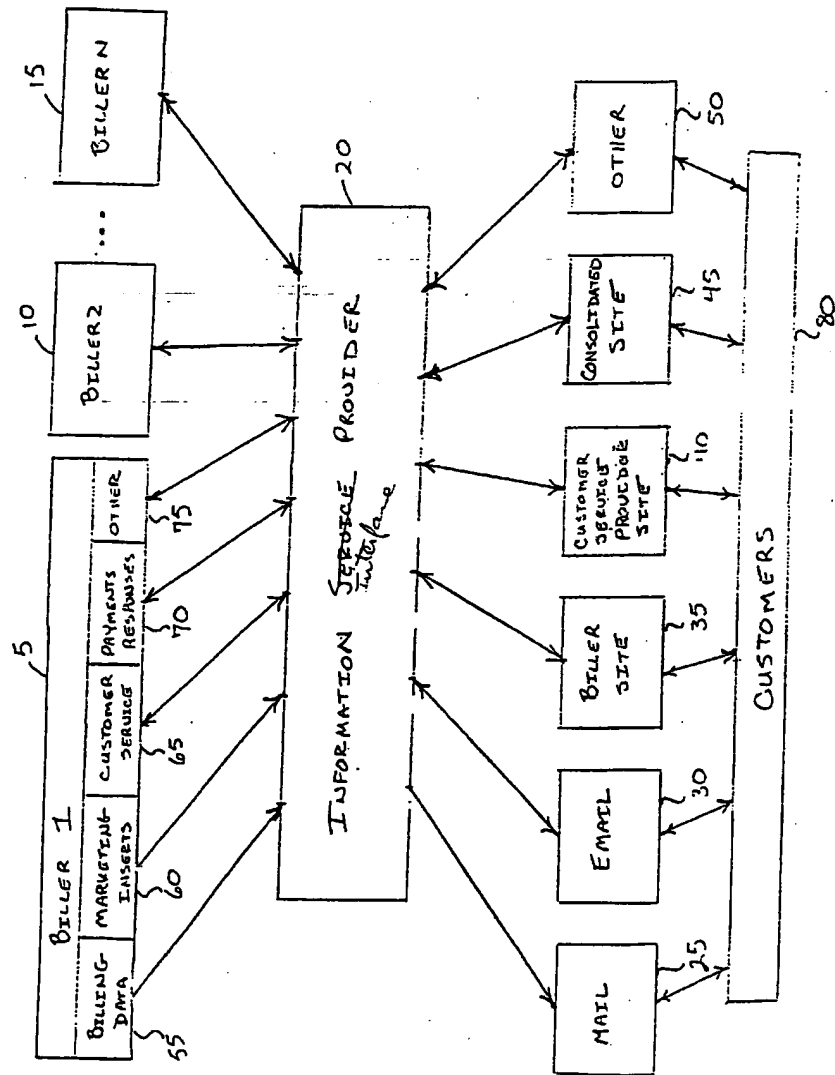 5
BILLER 1
BILLING
DATA
MARKETING
INSERTS
CUSTOMER
SERVICE
PAYMENTS
RESPONSES
OTHER
55
60
65
70
75
10
BILLER 2
...
15
BILLER N
20
INFORMATION SERVICE PROVIDER
Interface
MAIL
25
EMAIL
30
BILLER
SITE
35
CUSTOMER
SERVICE
PROVIDER
SITE
40
CONSOLIDATED
SITE
45
OTHER
50
CUSTOMERS
80